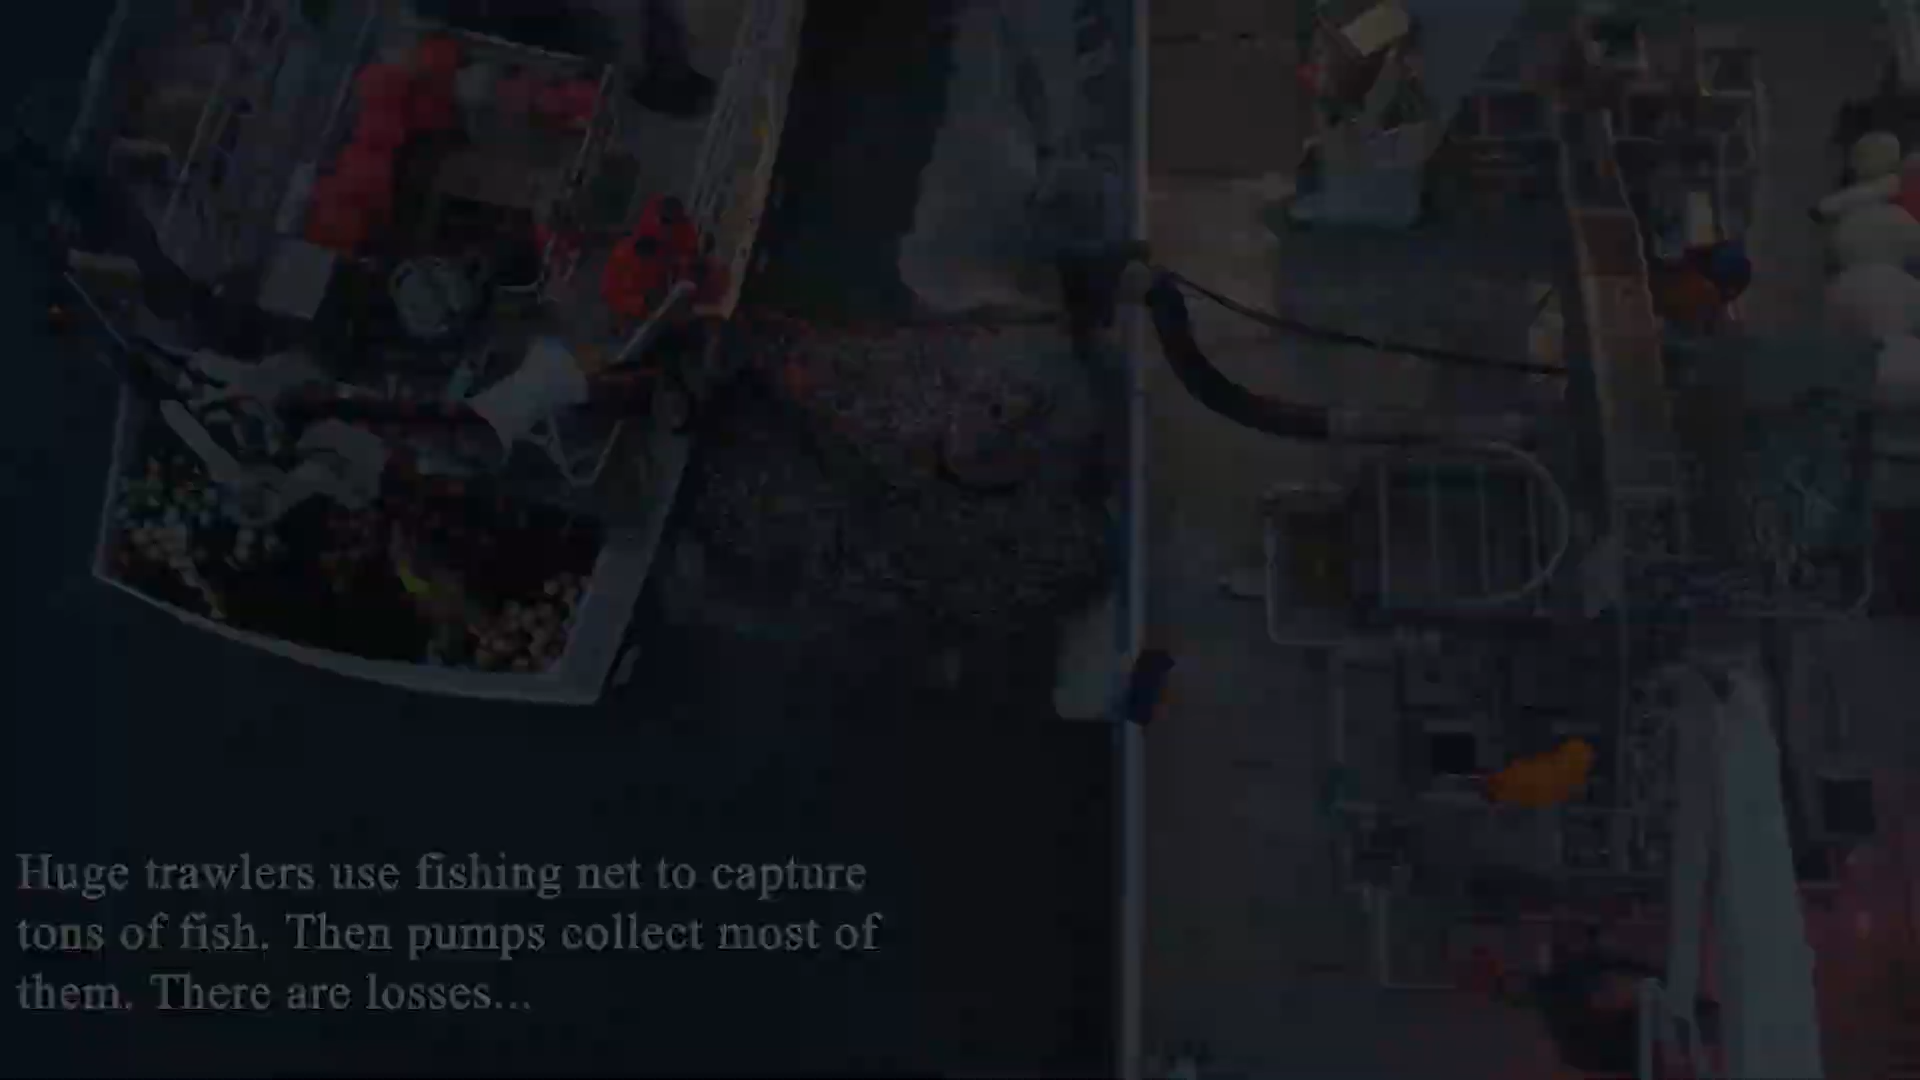 Huge trawlers use fishing net to capture
tons of fish. Then pumps collect most of
them. There are losses...